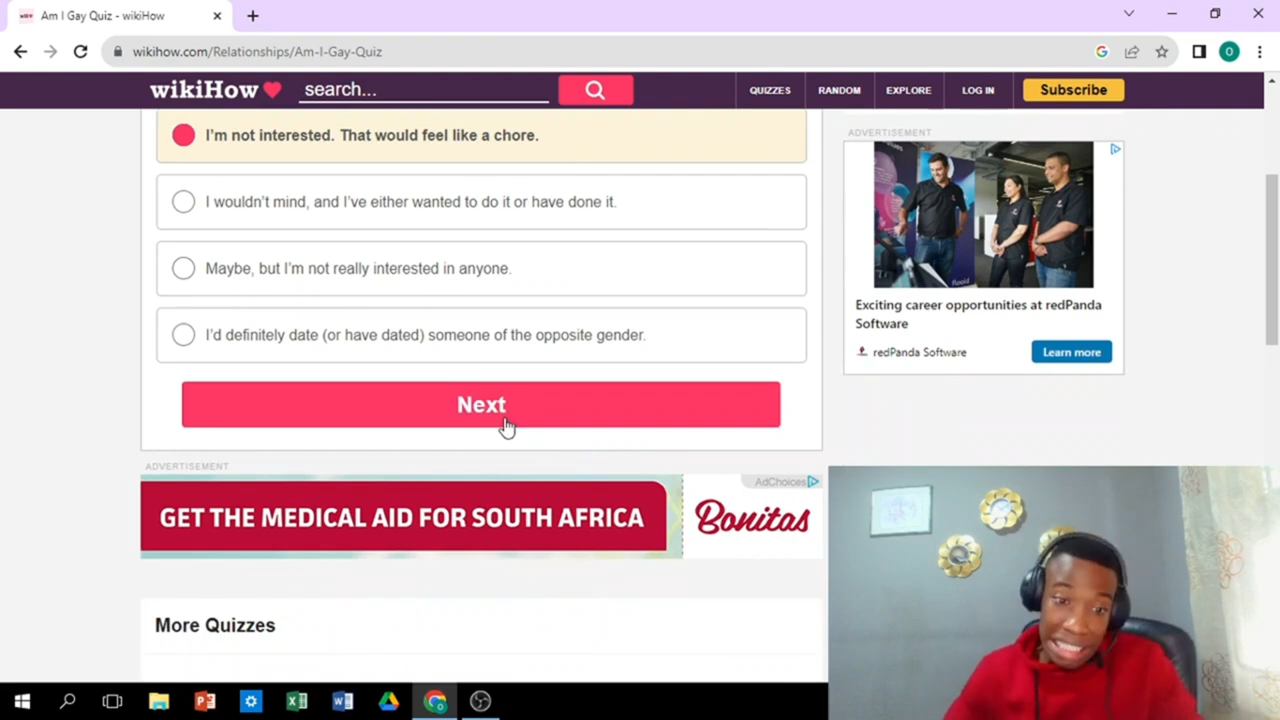 Am I Gay Quiz - wikiHow
wikihow.com/Relationships/Am-I-Gay-Quiz
O
wikiHow
search...
QUIZZES
RANDOM
EXPLORE
LOG IN
Subscribe
I'm not interested. That would feel like a chore.
I wouldn't mind, and I've either wanted to do it or have done it.
Maybe, but I'm not really interested in anyone.
I'd definitely date (or have dated) someone of the opposite gender.
Next
ADVERTISEMENT
Exciting career opportunities at redPanda
Software
redPanda Software
Learn more
ADVERTISEMENT
GET THE MEDICAL AID FOR SOUTH AFRICA
AdChoices
Bonitas
More Quizzes